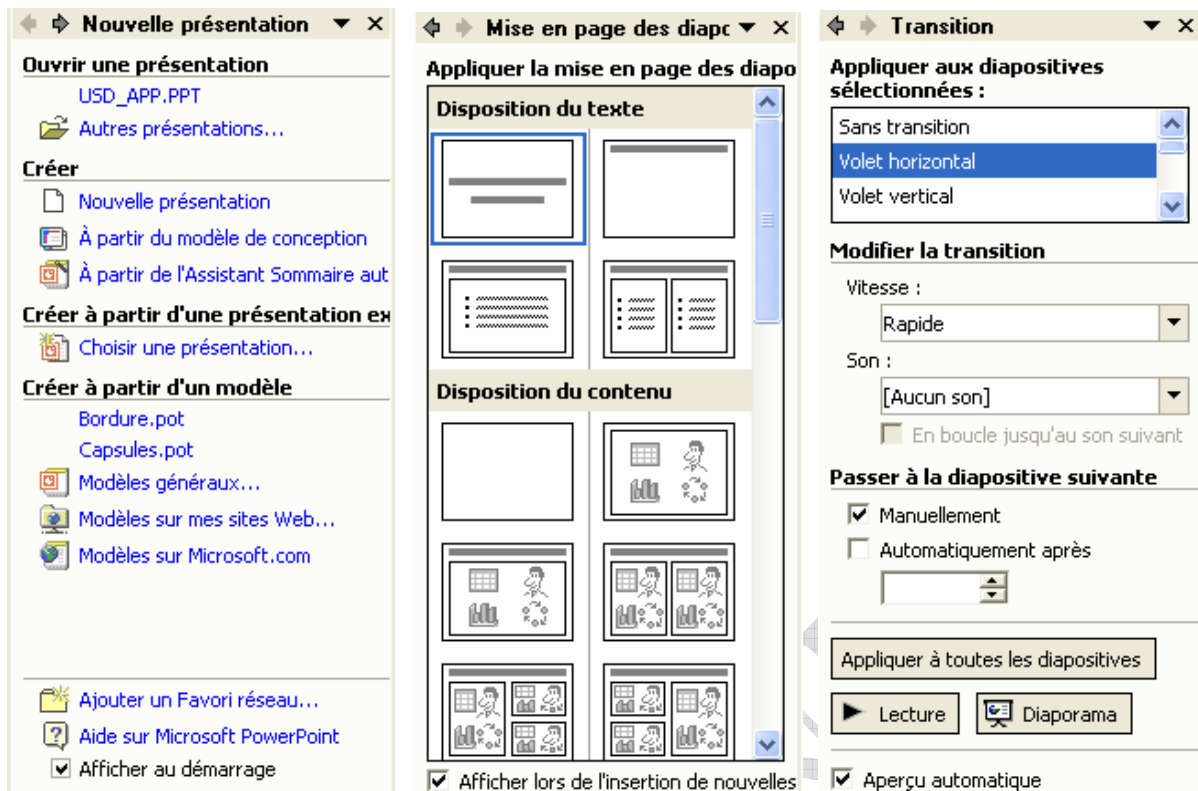 Nouvelle présentation
Ouvrir une présentation
USD_APP.PPT
Autres présentations...
Créer
Nouvelle présentation
À partir du modèle de conception
À partir de l'Assistant Sommaire aut
Créer à partir d'une présentation ex
Choisir une présentation...
Créer à partir d'un modèle
Bordure.pot
Capsules.pot
Modèles généraux...
Modèles sur mes sites Web...
Modèles sur Microsoft.com
Ajouter un Favori réseau...
Aide sur Microsoft PowerPoint
Afficher au démarrage
Mise en page des diapc
Appliquer la mise en page des diapo
Disposition du texte
Disposition du contenu
Afficher lors de l'insertion de nouvelles
Transition
Appliquer aux diapositives
sélectionnées :
Sans transition
Volet horizontal
Volet vertical
Modifier la transition
Vitesse :
Rapide
Son :
[Aucun son]
En boucle jusqu'au son suivant
Passer à la diapositive suivante
Manuellement
Automatiquement après
Appliquer à toutes les diapositives
Lecture
Diaporama
Aperçu automatique